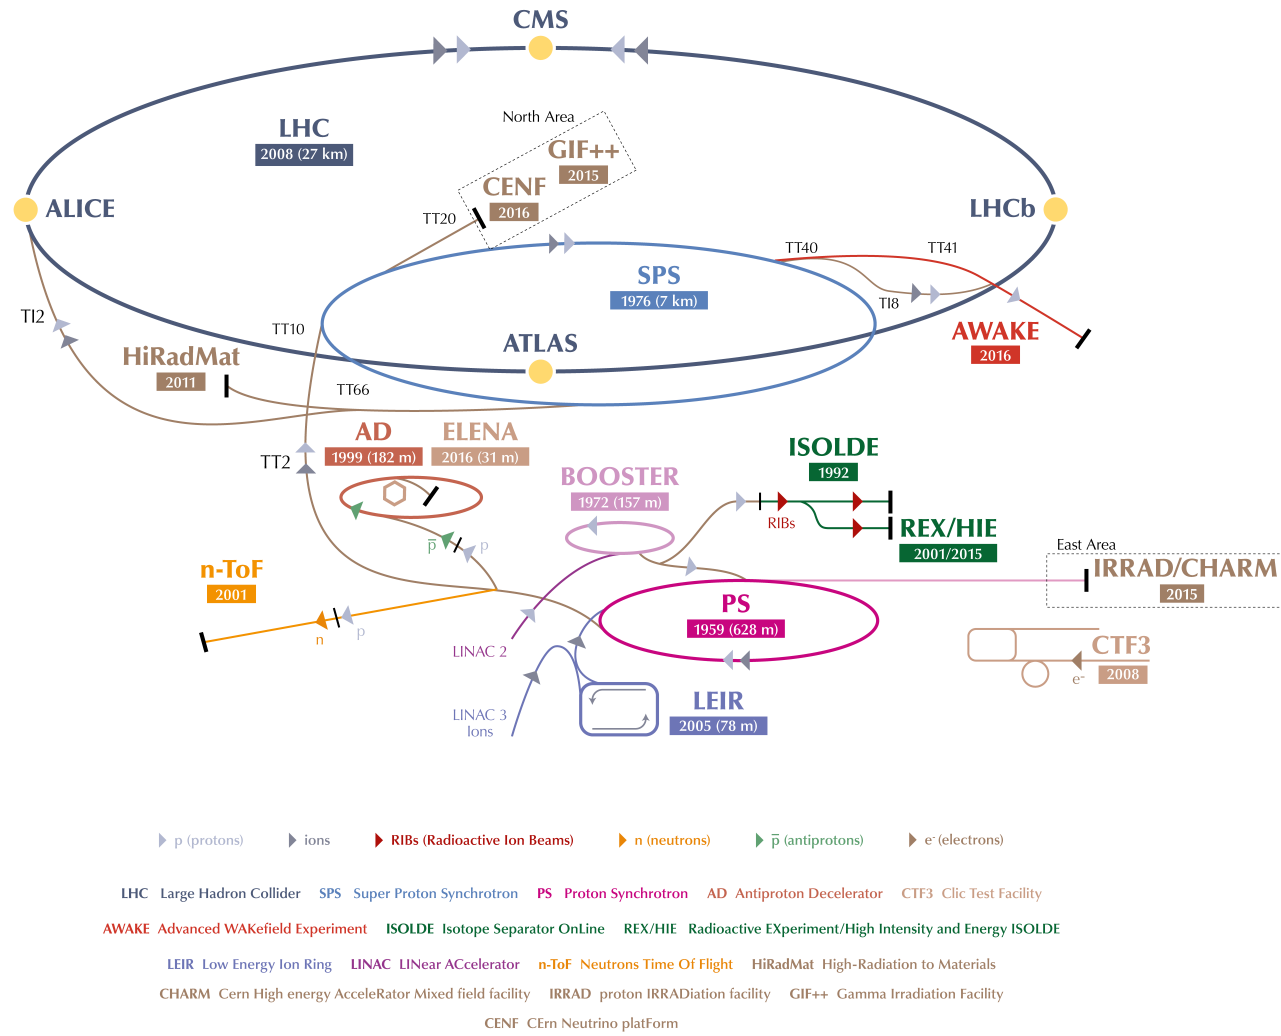 CMS
LHC
2008 (27 km)
North Area
GIF++
2015
CENF
2016
ALICE
LHCb
TT20
TT40
TT41
SPS
1976 (7 km)
TI8
TI2
TT10
ATLAS
AWAKE
2016
HiRadMat
2011
TT66
AD
1999 (182 m)
ELENA
2016 (31 m)
TT2
ISOLDE
1992
BOOSTER
1972 (157 m)
RIBs
REX/HIE
2001/2015
p̅
p
East Area
IRRAD/CHARM
2015
n-ToF
2001
n
p
PS
1959 (628 m)
LINAC 2
CTF3
2008
e-
LEIR
2005 (78 m)
LINAC 3
Ions
p (protons) ions RIBs (Radioactive Ion Beams) n (neutrons) p̅ (antiprotons) e- (electrons)
LHC Large Hadron Collider SPS Super Proton Synchrotron PS Proton Synchrotron AD Antiproton Decelerator CTF3 Clic Test Facility
AWAKE Advanced WAKefield Experiment ISOLDE Isotope Separator OnLine REX/HIE Radioactive EXperiment/High Intensity and Energy ISOLDE
LEIR Low Energy Ion Ring LINAC LINear ACcelerator n-ToF Neutrons Time Of Flight HiRadMat High-Radiation to Materials
CHARM Cern High energy AcceleRator Mixed field facility IRRAD proton IRRADiation facility GIF++ Gamma Irradiation Facility
CENF CErn Neutrino platForm